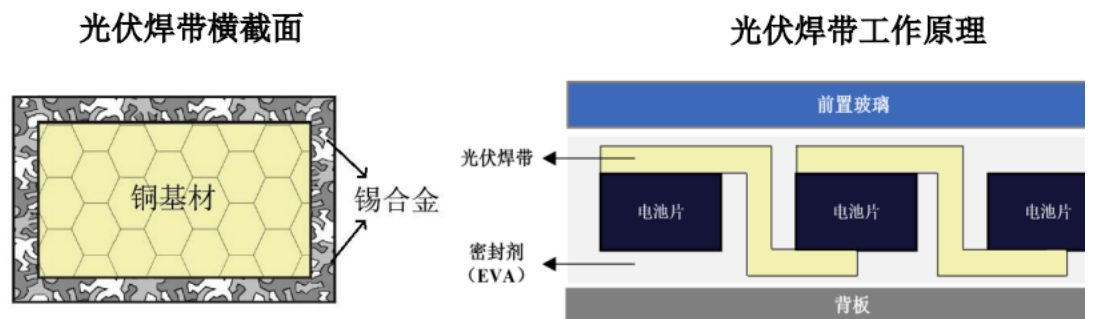 光伏焊带横截面
铜基材
锡合金
光伏焊带工作原理
前置玻璃
光伏焊带
电池片
电池片
电池片
密封剂
（EVA）
背板